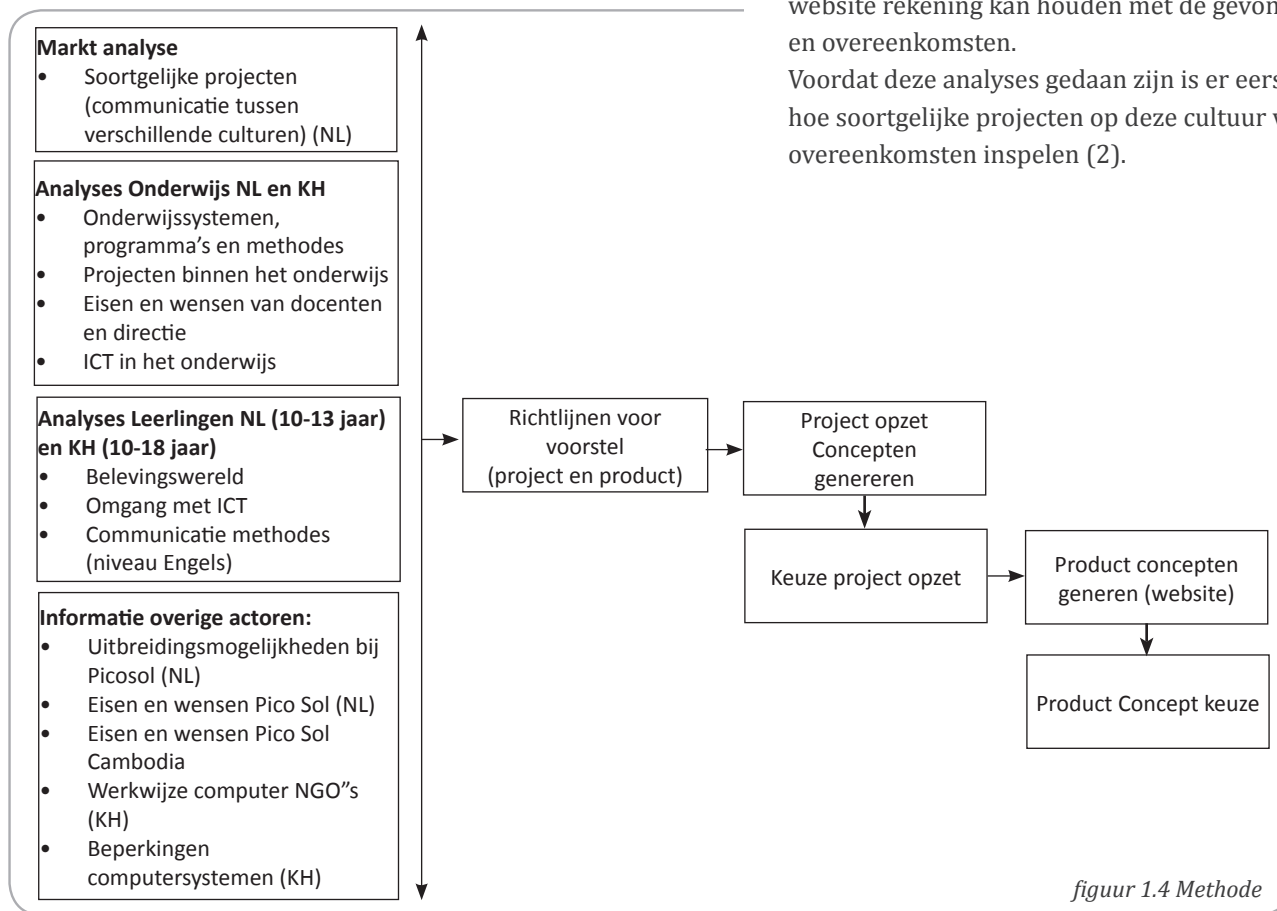 website rekening kan houden met de
en overeenkomsten.
Voordat deze analyses gedaan zijn is er
hoe soortgelijke projecten op deze cultuur
overeenkomsten inspelen (2).
Markt analyse
• Soortgelijke projecten
(communicatie tussen
verschillende culturen) (NL)
Analyses Onderwijs NL en KH
• Onderwijssystemen,
programma's en methodes
• Projecten binnen het onderwijs
• Eisen en wensen van docenten
en directie
• ICT in het onderwijs
Analyses Leerlingen NL (10-13 jaar)
en KH (10-18 jaar)
• Belevingswereld
• Omgang met ICT
• Communicatie methodes
(niveau Engels)
Informatie overige actoren:
• Uitbreidingsmogelijkheden bij
Picosol (NL)
• Eisen en wensen Pico Sol (NL)
• Eisen en wensen Pico Sol
Cambodia
• Werkwijze computer NGO”s
(KH)
• Beperkingen
computersystemen (KH)
Richtlijnen voor
voorstel
(project en product)
Project opzet
Concepten
genereren
Keuze project opzet
Product concepten
generen (website)
Product Concept keuze
figuur 1.4 Methode